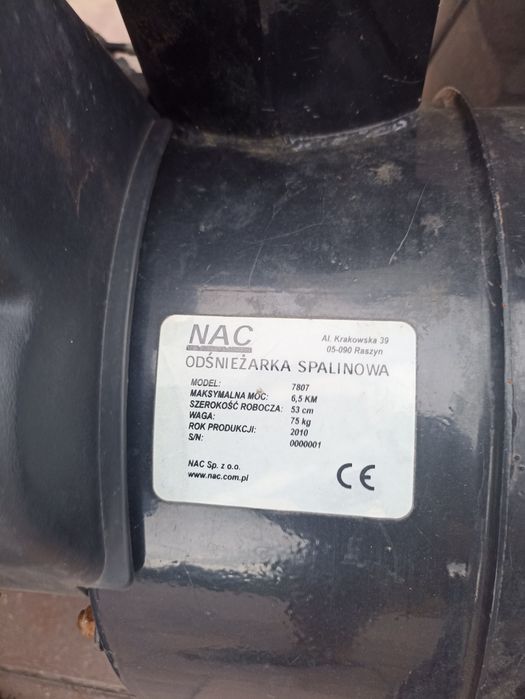 NAC
Al. Krakowska 39
05-090 Raszyn
ODŚNIEŻARKA SPALINOWA
MODEL: 7807
MAKSYMALNA MOC: 6,5 KM
SZEROKOŚĆ ROBOCZA: 53 cm
WAGA: 75 kg
ROK PRODUKCJI: 2010
S/N: 0000001
NAC Sp. z o.o.
www.nac.com.pl
CE